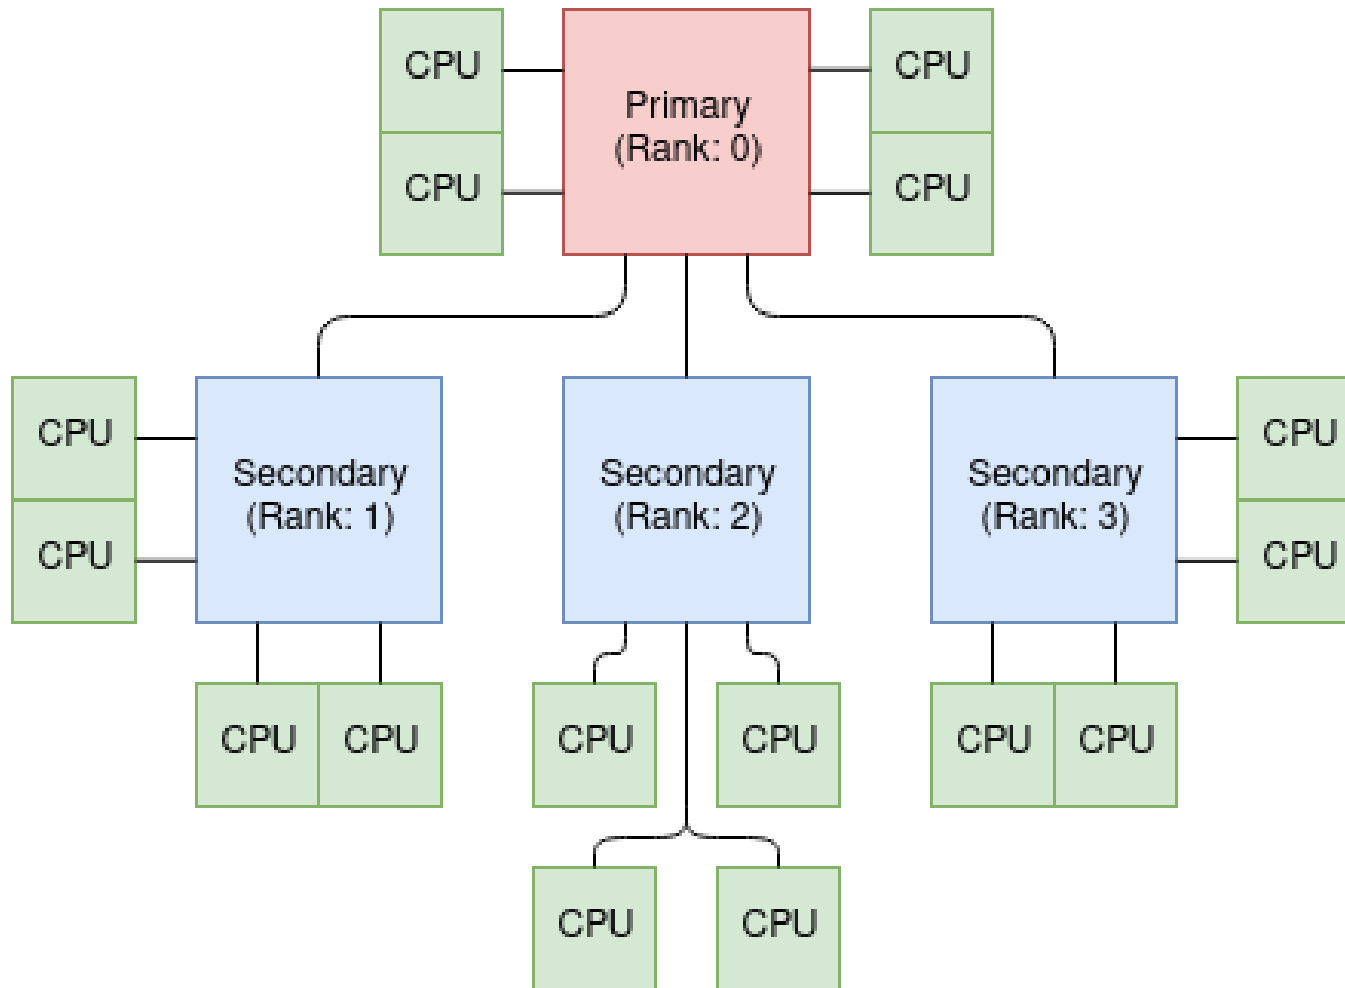 CPU
Primary
(Rank: 0)
CPU
CPU
CPU
CPU
Secondary
(Rank: 1)
Secondary
(Rank: 2)
Secondary
(Rank: 3)
CPU
CPU
CPU
CPU
CPU
CPU
CPU
CPU
CPU
CPU
CPU